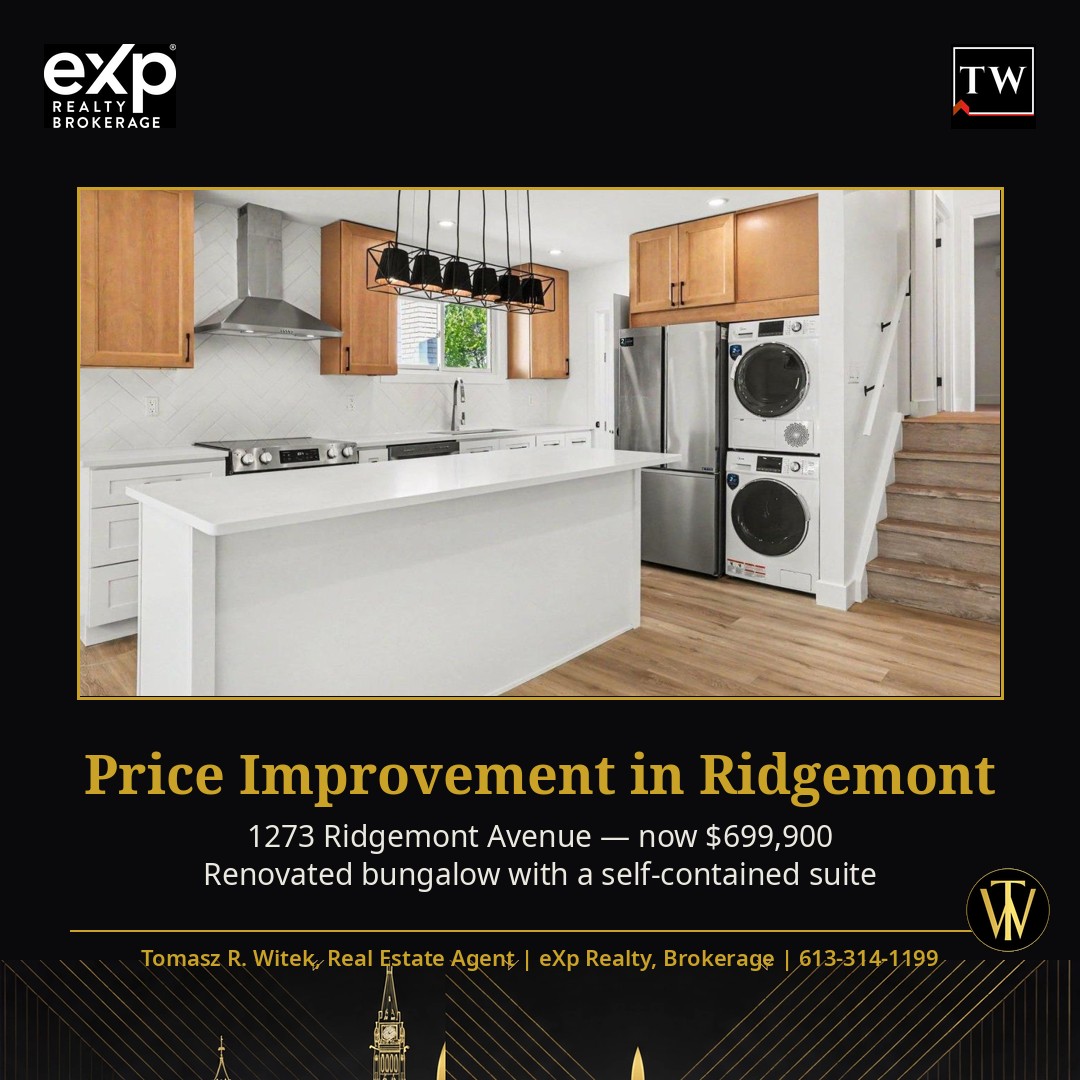 eXp®
REALTY
BROKERAGE
TW
Price Improvement in Ridgemont
1273 Ridgemont Avenue — now $699,900
Renovated bungalow with a self-contained suite
TW
Tomasz R. Witek, Real Estate Agent | eXp Realty, Brokerage | 613-314-1199